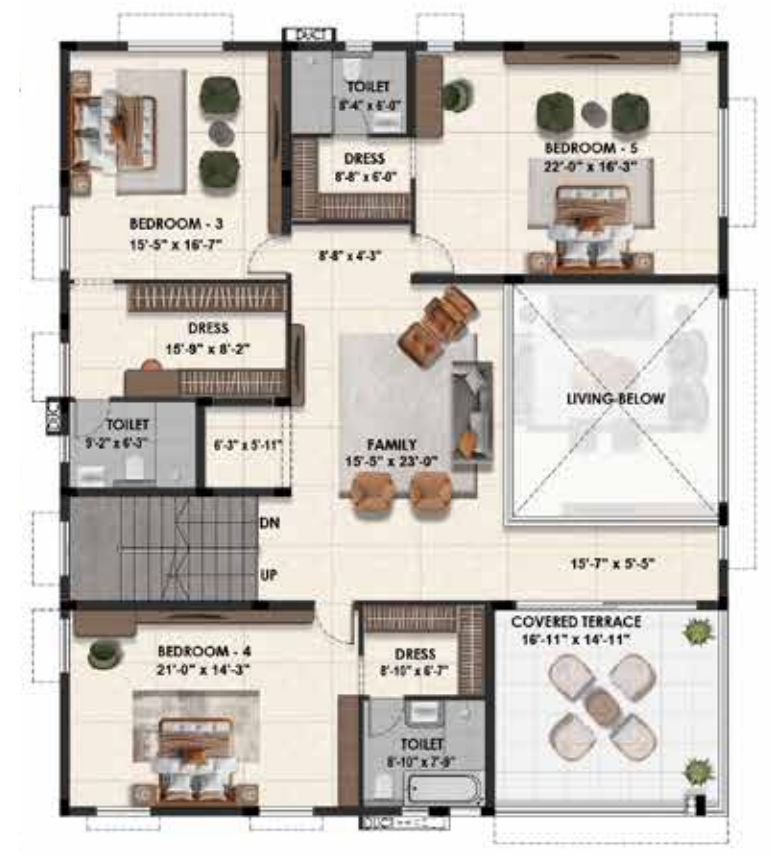 DUCT
TOILET
8'-4" x 6'-0"
DRESS
8'-8" x 6'-0"
BEDROOM - 5
22'-0" x 16'-3"
BEDROOM - 3
15'-5" x 16'-7"
8'-8" x 4'-3"
DRESS
15'-9" x 8'-2"
LIVING BELOW
DUCT
TOILET
9'-2" x 6'-3"
6'-3" x 5'-11"
FAMILY
15'-5" x 23'-0"
DN
UP
15'-7" x 5'-5"
COVERED TERRACE
16'-11" x 14'-11"
BEDROOM - 4
21'-0" x 14'-3"
DRESS
8'-10" x 6'-7"
TOILET
8'-10" x 7'-9"
DUCT